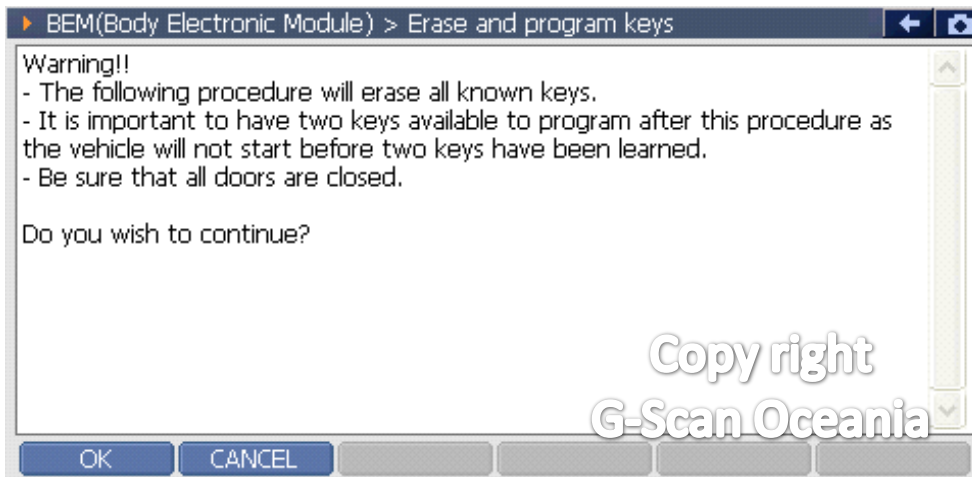 BEM(Body Electronic Module) > Erase and program keys
Warning!!
- The following procedure will erase all known keys.
- It is important to have two keys available to program after this procedure as
the vehicle will not start before two keys have been learned.
- Be sure that all doors are closed.
Do you wish to continue?
Copy right
G-Scan Oceania
OK CANCEL